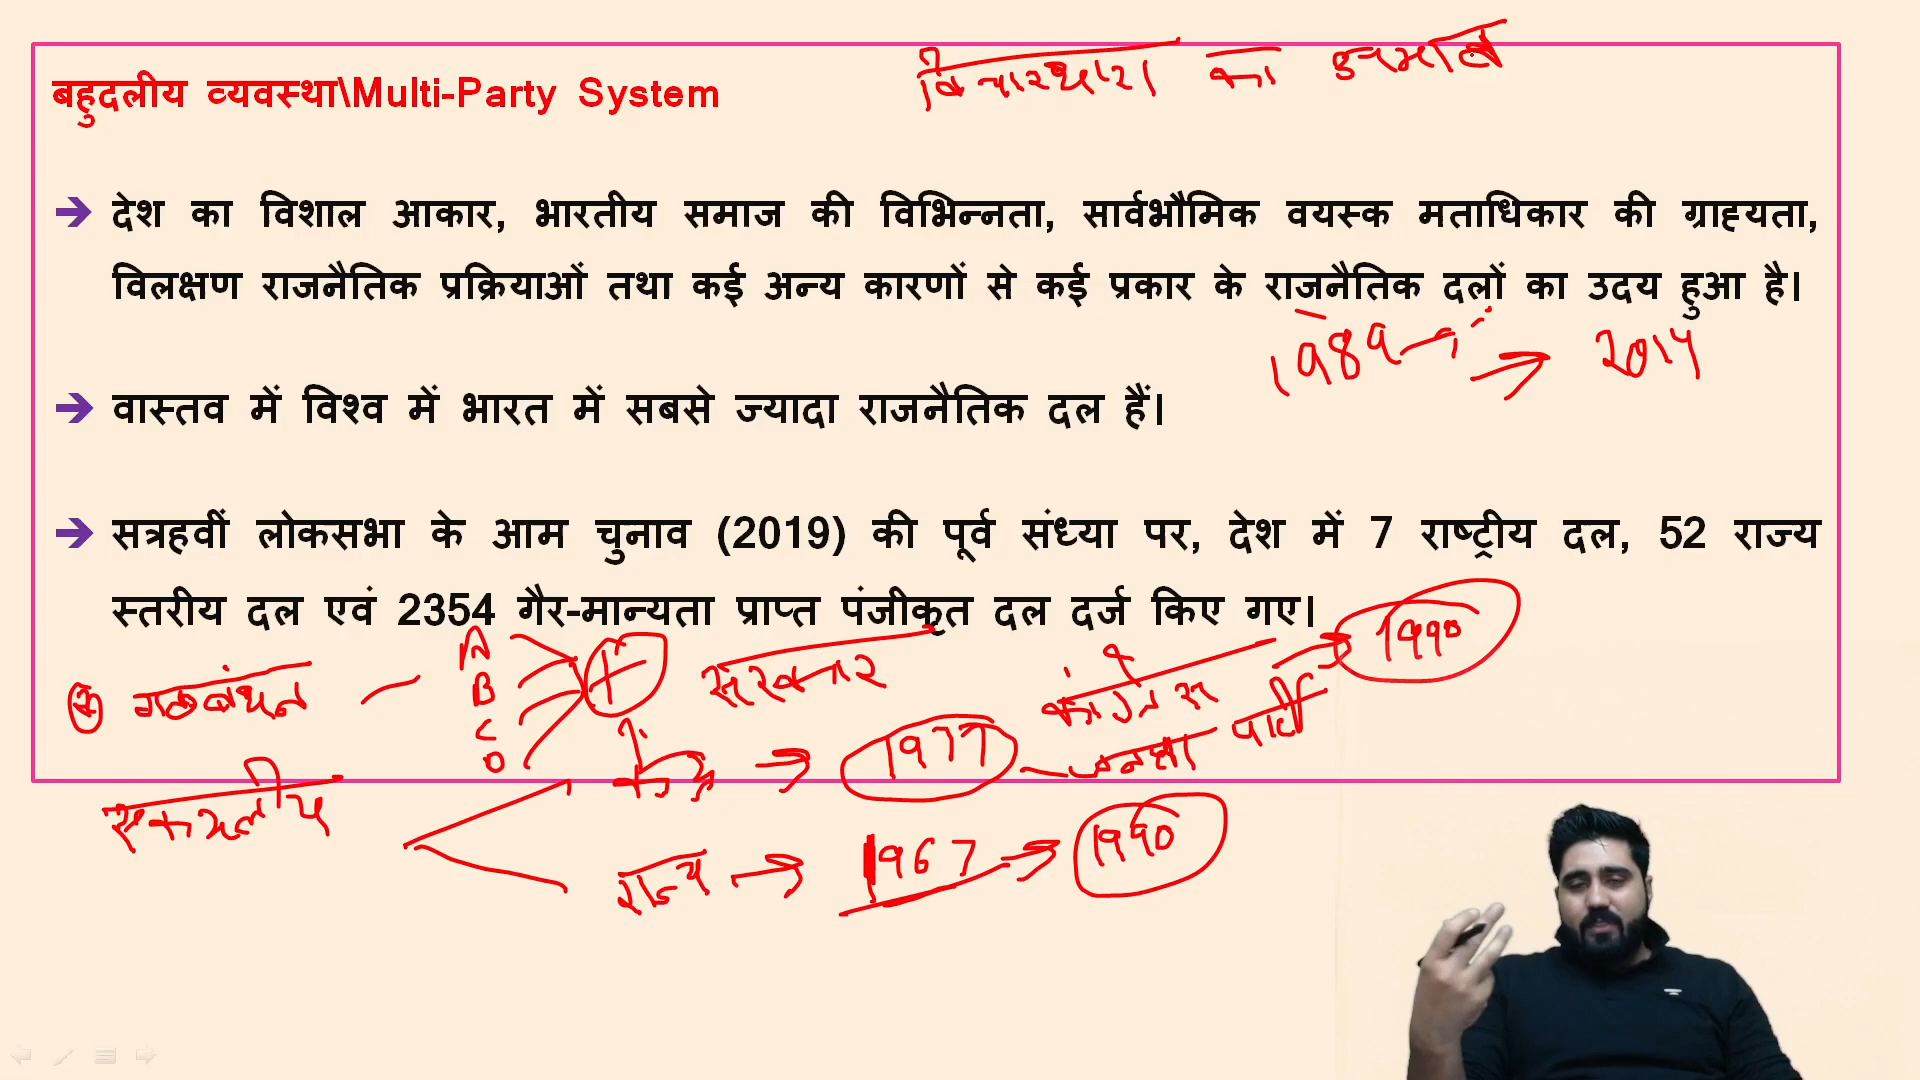 बहुदलीय व्यवस्था\Multi-Party System
विचारधारा का
देश का विशाल आकार, भारतीय समाज की विभिन्नता, सार्वभौमिक वयस्क मताधिकार की ग्राह्यता,
विलक्षण राजनैतिक प्रक्रियाओं तथा कई अन्य कारणों से कई प्रकार के राजनैतिक दलों का उदय हुआ है।
1989 → 2014
वास्तव में विश्व में भारत में सबसे ज्यादा राजनैतिक दल हैं।
सत्रहवीं लोकसभा के आम चुनाव (2019) की पूर्व संध्या पर, देश में 7 राष्ट्रीय दल, 52 राज्य
स्तरीय दल एवं 2354 गैर-मान्यता प्राप्त पंजीकृत दल दर्ज किए गए।
गठबंधन — A B C D + सरकार
कांग्रेस → 1990
केंद्र → 1977 — जनता पार्टी
एकदलीय
राज्य → 1967 → 1990